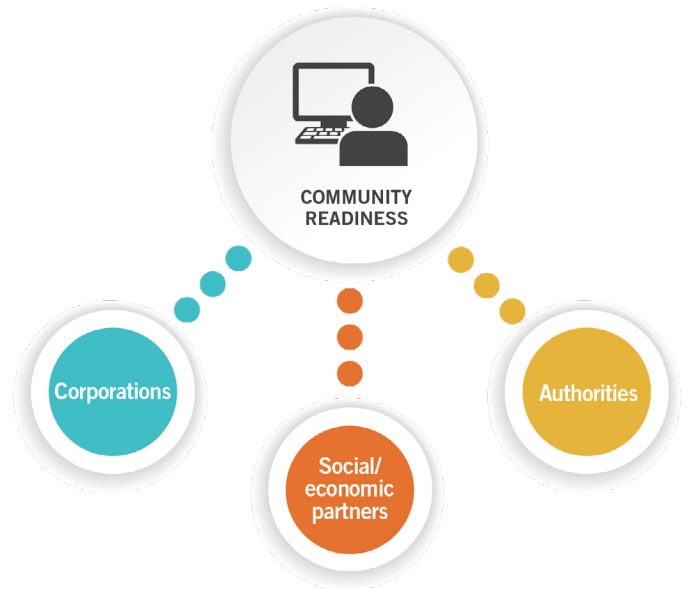 COMMUNITY
READINESS
Corporations
Authorities
Social/
economic
partners